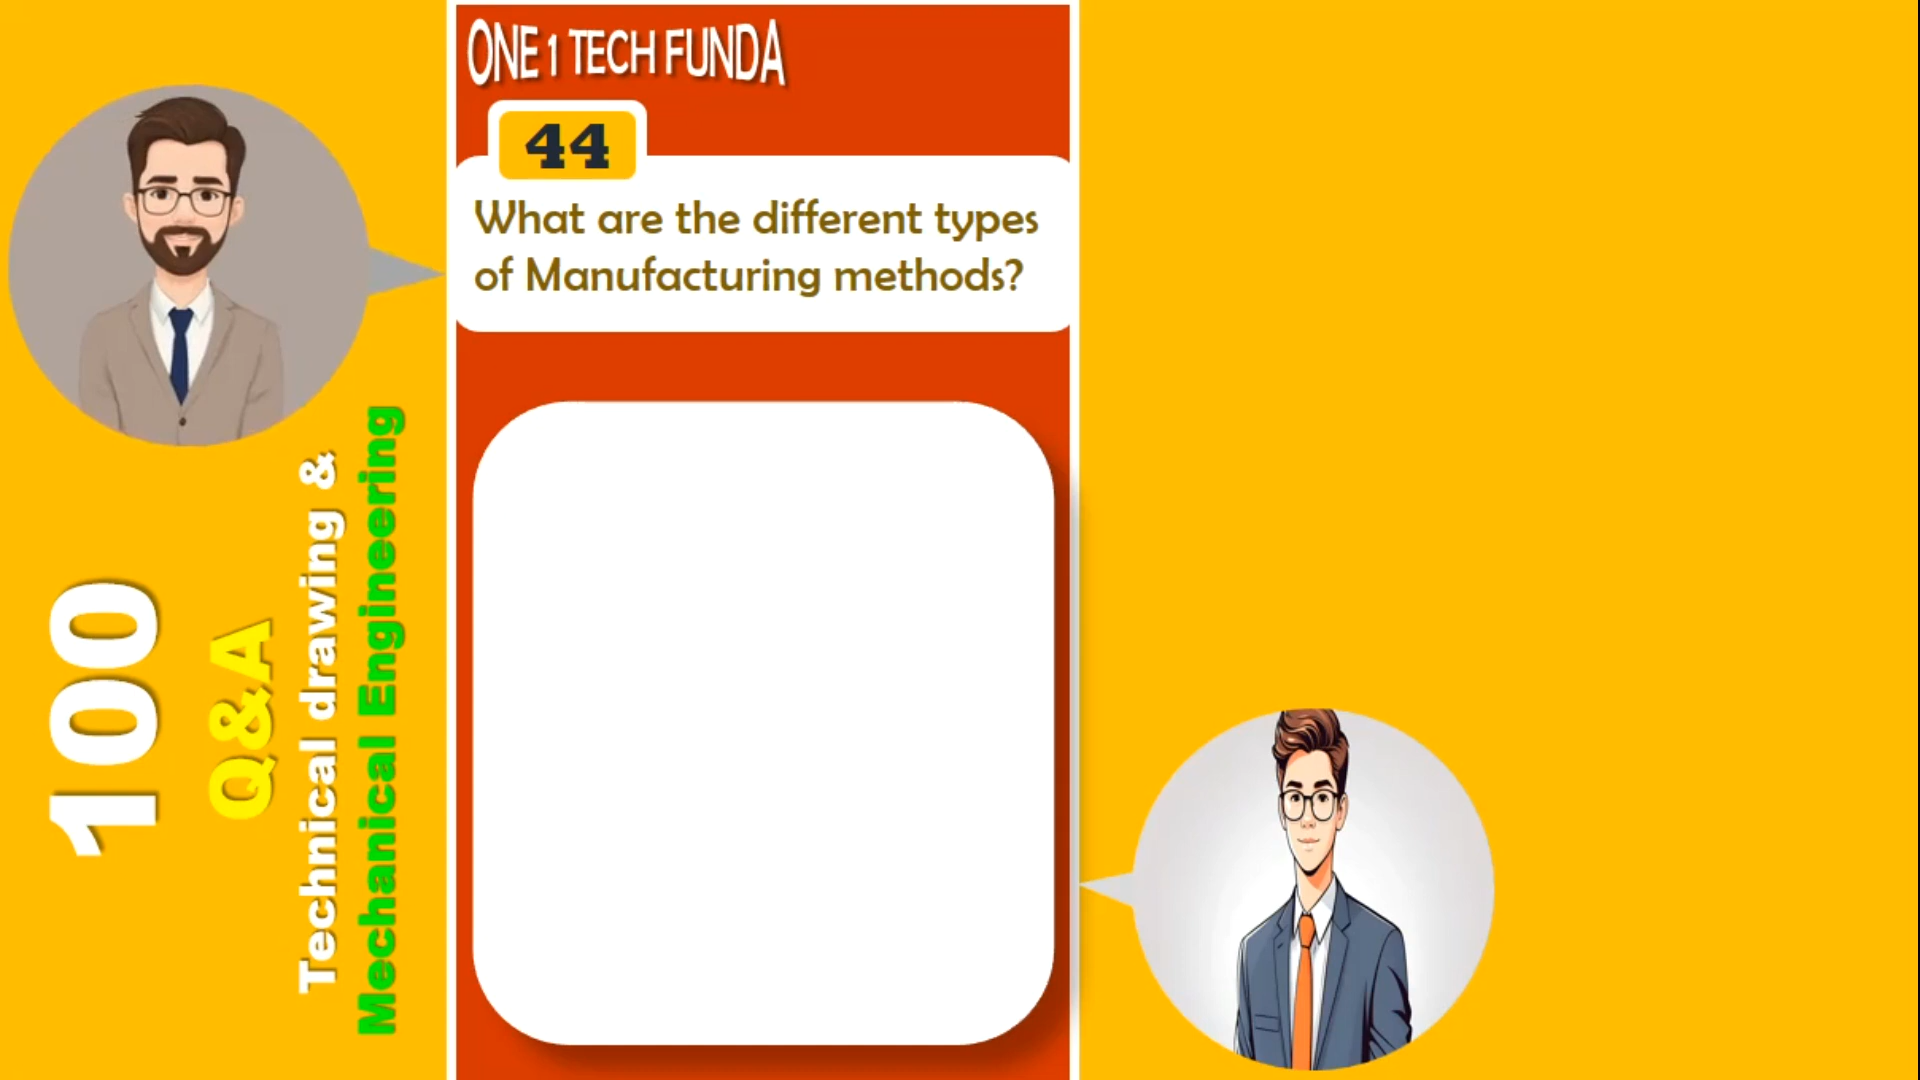 ONE 1 TECH FUNDA
44
What are the different types
of Manufacturing methods?
100
Q&A
Technical drawing &
Mechanical Engineering